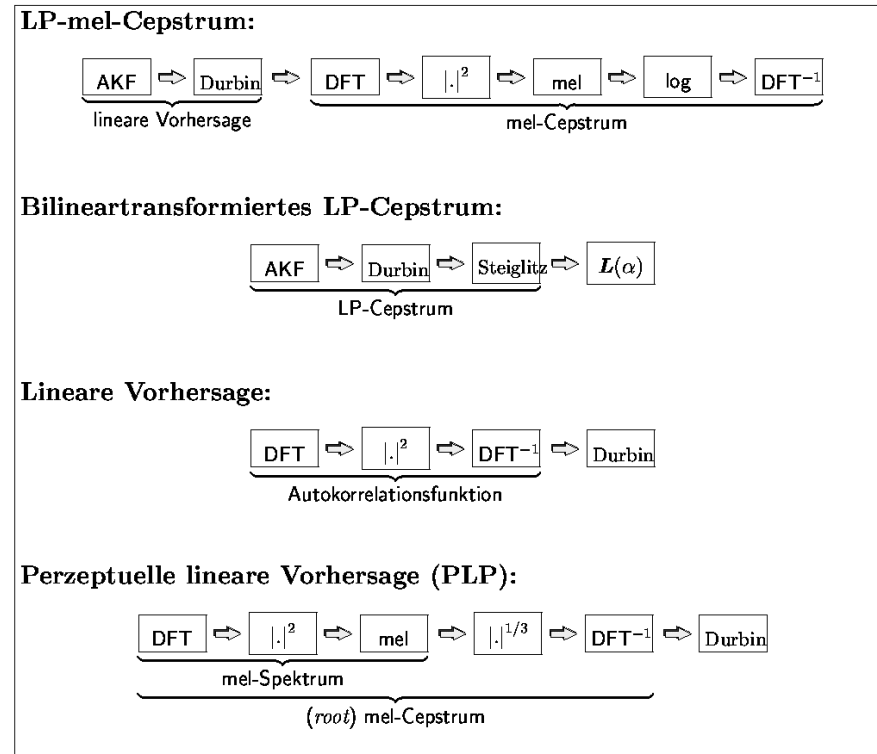 LP-mel-Cepstrum:
AKF ⇨ Durbin ⇨ DFT ⇨ |.|² ⇨ mel ⇨ log ⇨ DFT⁻¹
lineare Vorhersage
mel-Cepstrum
Bilineartransformiertes LP-Cepstrum:
AKF ⇨ Durbin ⇨ Steiglitz ⇨ L(α)
LP-Cepstrum
Lineare Vorhersage:
DFT ⇨ |.|² ⇨ DFT⁻¹ ⇨ Durbin
Autokorrelationsfunktion
Perzeptuelle lineare Vorhersage (PLP):
DFT ⇨ |.|² ⇨ mel ⇨ |.|¹ᐟ³ ⇨ DFT⁻¹ ⇨ Durbin
mel-Spektrum
(root) mel-Cepstrum